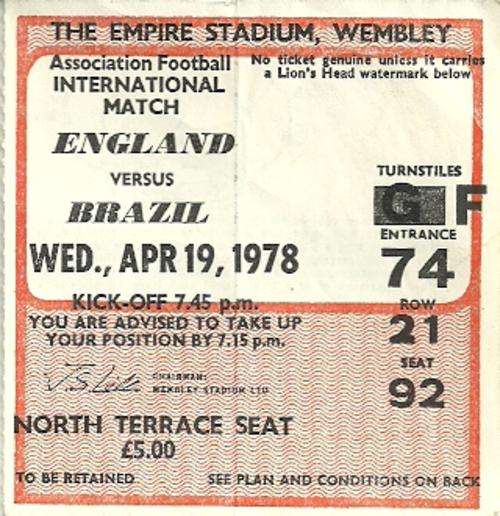 THE EMPIRE STADIUM, WEMBLEY
Association Football
INTERNATIONAL
MATCH
ENGLAND
VERSUS
BRAZIL
WED., APR 19, 1978
KICK-OFF 7.45 p.m.
YOU ARE ADVISED TO TAKE UP
YOUR POSITION BY 7.15 p.m.
CHAIRMAN:
WEMBLEY STADIUM LTD
NORTH TERRACE SEAT
£5.00
TO BE RETAINED
No ticket genuine unless it carries
a Lion's Head watermark below
TURNSTILES
G F
ENTRANCE
74
ROW
21
SEAT
92
SEE PLAN AND CONDITIONS ON BACK